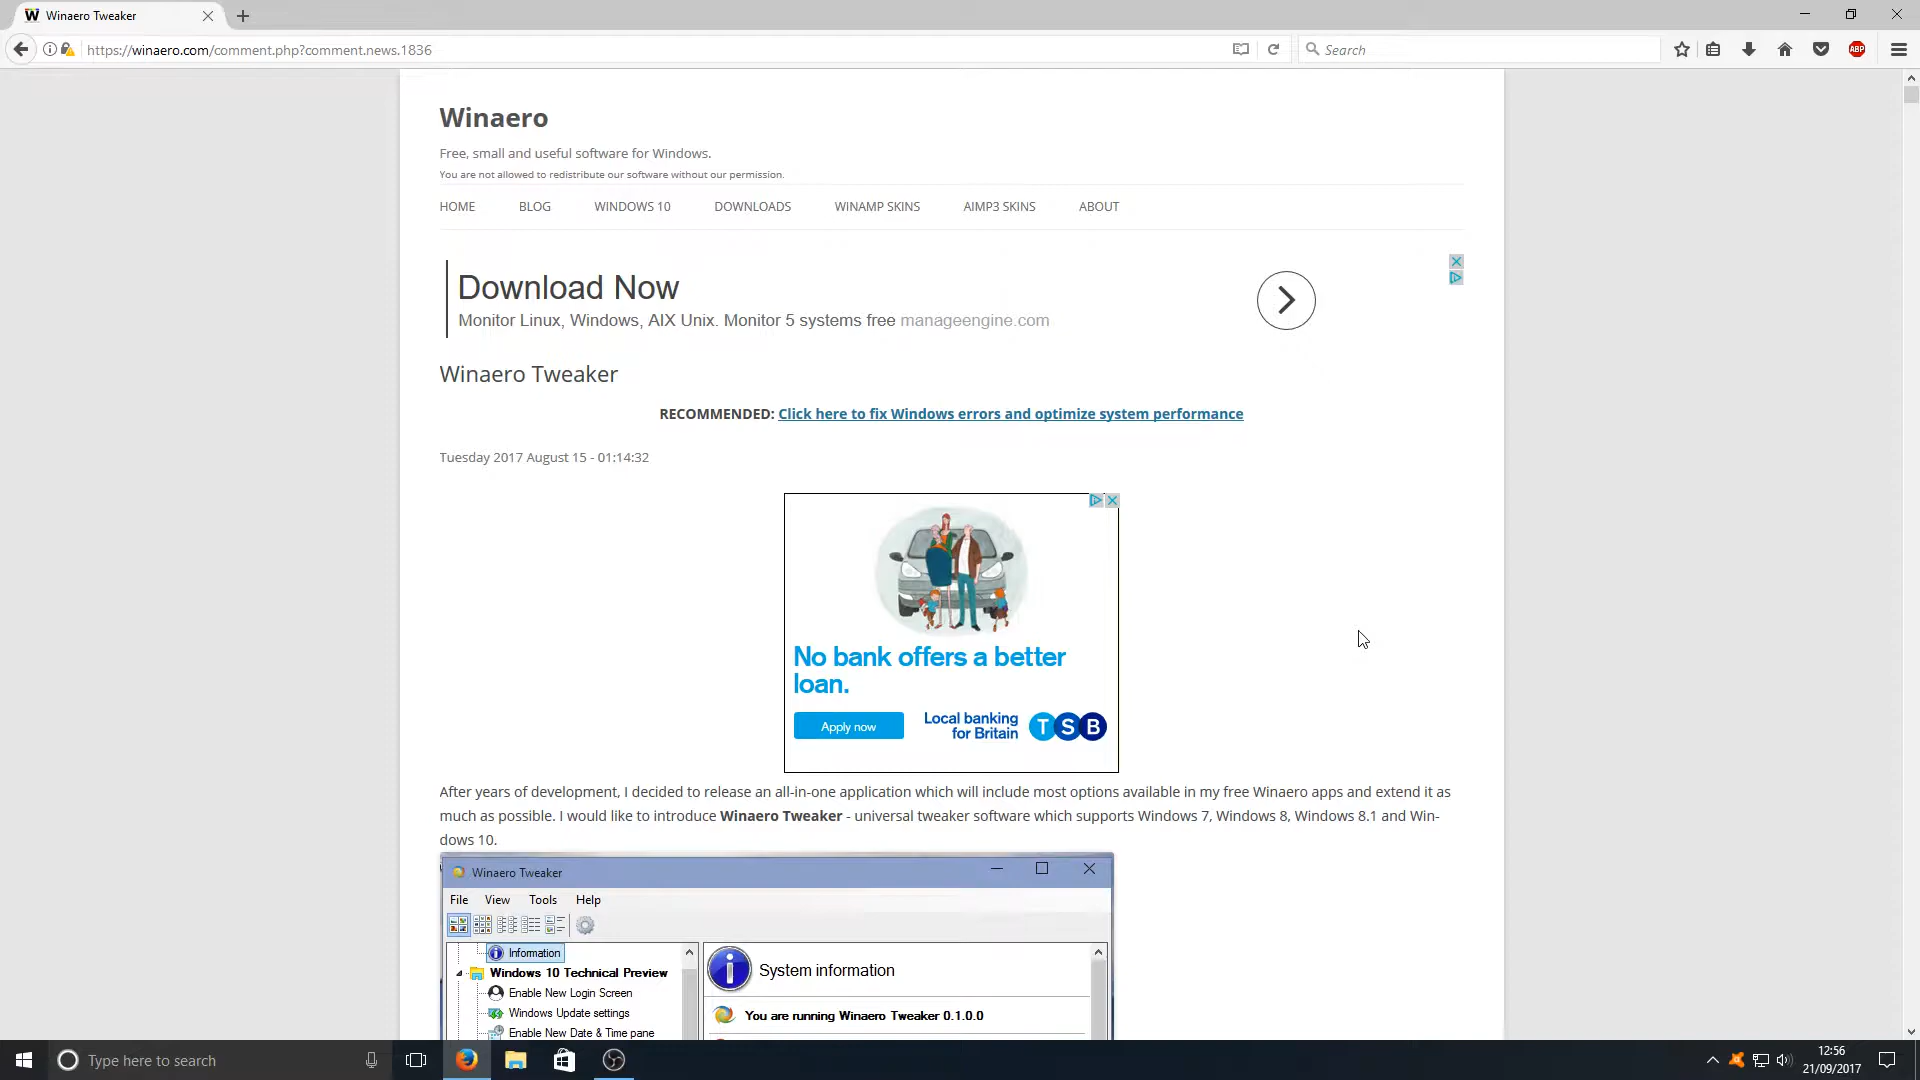 Winaero Tweaker
https://winaero.com/comment.php?comment.news.1836
Search
ABP
Winaero
Free, small and useful software for Windows.
You are not allowed to redistribute our software without our permission.
HOME BLOG WINDOWS 10 DOWNLOADS WINAMP SKINS AIMP3 SKINS ABOUT
Download Now
Monitor Linux, Windows, AIX Unix. Monitor 5 systems free manageengine.com
Winaero Tweaker
RECOMMENDED: Click here to fix Windows errors and optimize system performance
Tuesday 2017 August 15 - 01:14:32
No bank offers a better
loan.
Apply now
Local banking
for Britain
TSB
After years of development, I decided to release an all-in-one application which will include most options available in my free Winaero apps and extend it as
much as possible. I would like to introduce Winaero Tweaker - universal tweaker software which supports Windows 7, Windows 8, Windows 8.1 and Win-
dows 10.
Winaero Tweaker
File View Tools Help
Information
Windows 10 Technical Preview
Enable New Login Screen
Windows Update settings
Enable New Date & Time pane
System information
You are running Winaero Tweaker 0.1.0.0
Type here to search
12:56
21/09/2017